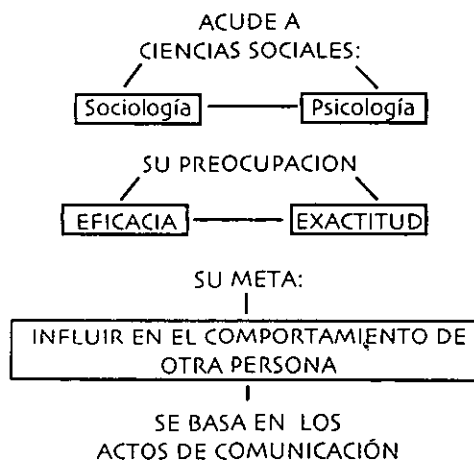 ACUDE A
CIENCIAS SOCIALES:
Sociología Psicología
SU PREOCUPACION
EFICACIA EXACTITUD
SU META:
INFLUIR EN EL COMPORTAMIENTO DE
OTRA PERSONA
SE BASA EN LOS
ACTOS DE COMUNICACIÓN